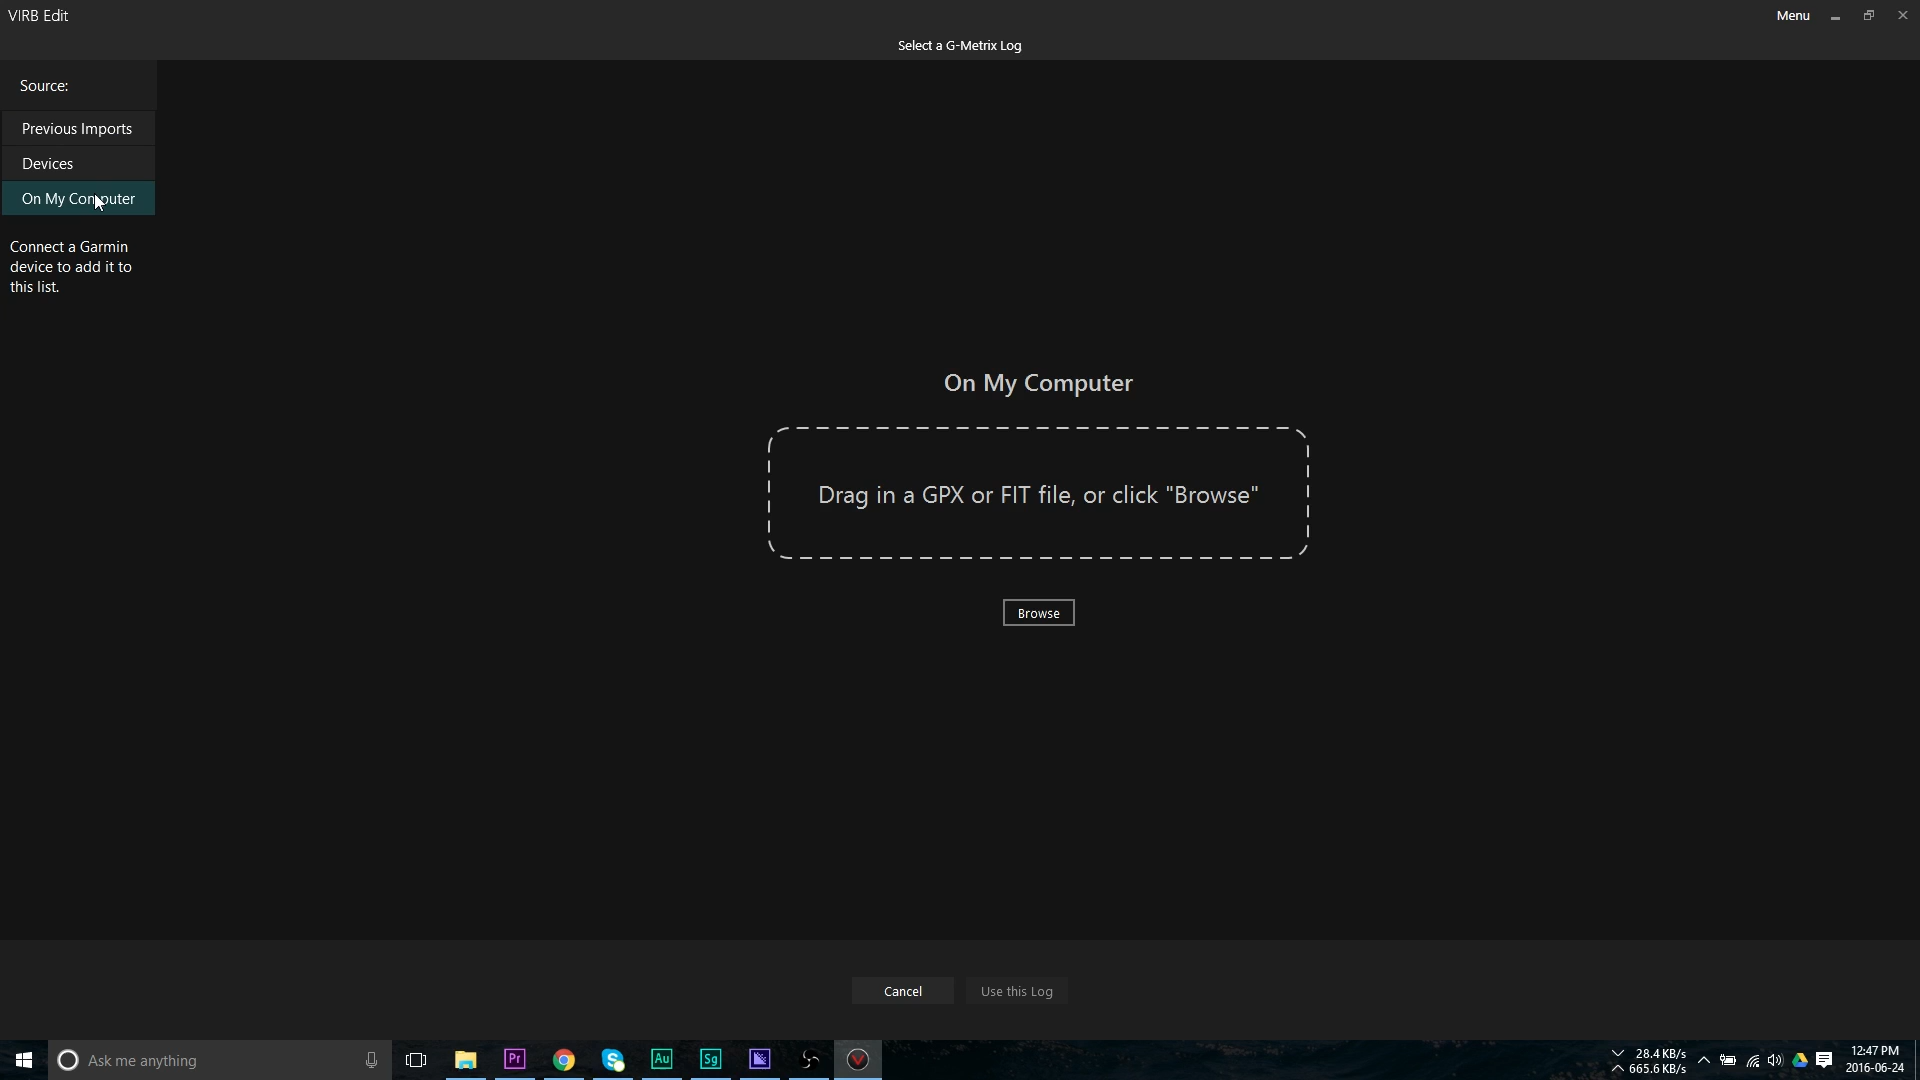 VIRB Edit
Menu
Select a G-Metrix Log
Source:
Previous Imports
Devices
On My Computer
Connect a Garmin
device to add it to
this list.
On My Computer
Drag in a GPX or FIT file, or click "Browse"
Browse
Cancel
Use this Log
Ask me anything
Pr
Au
Sg
28.4 KB/s
665.6 KB/s
12:47 PM
2016-06-24